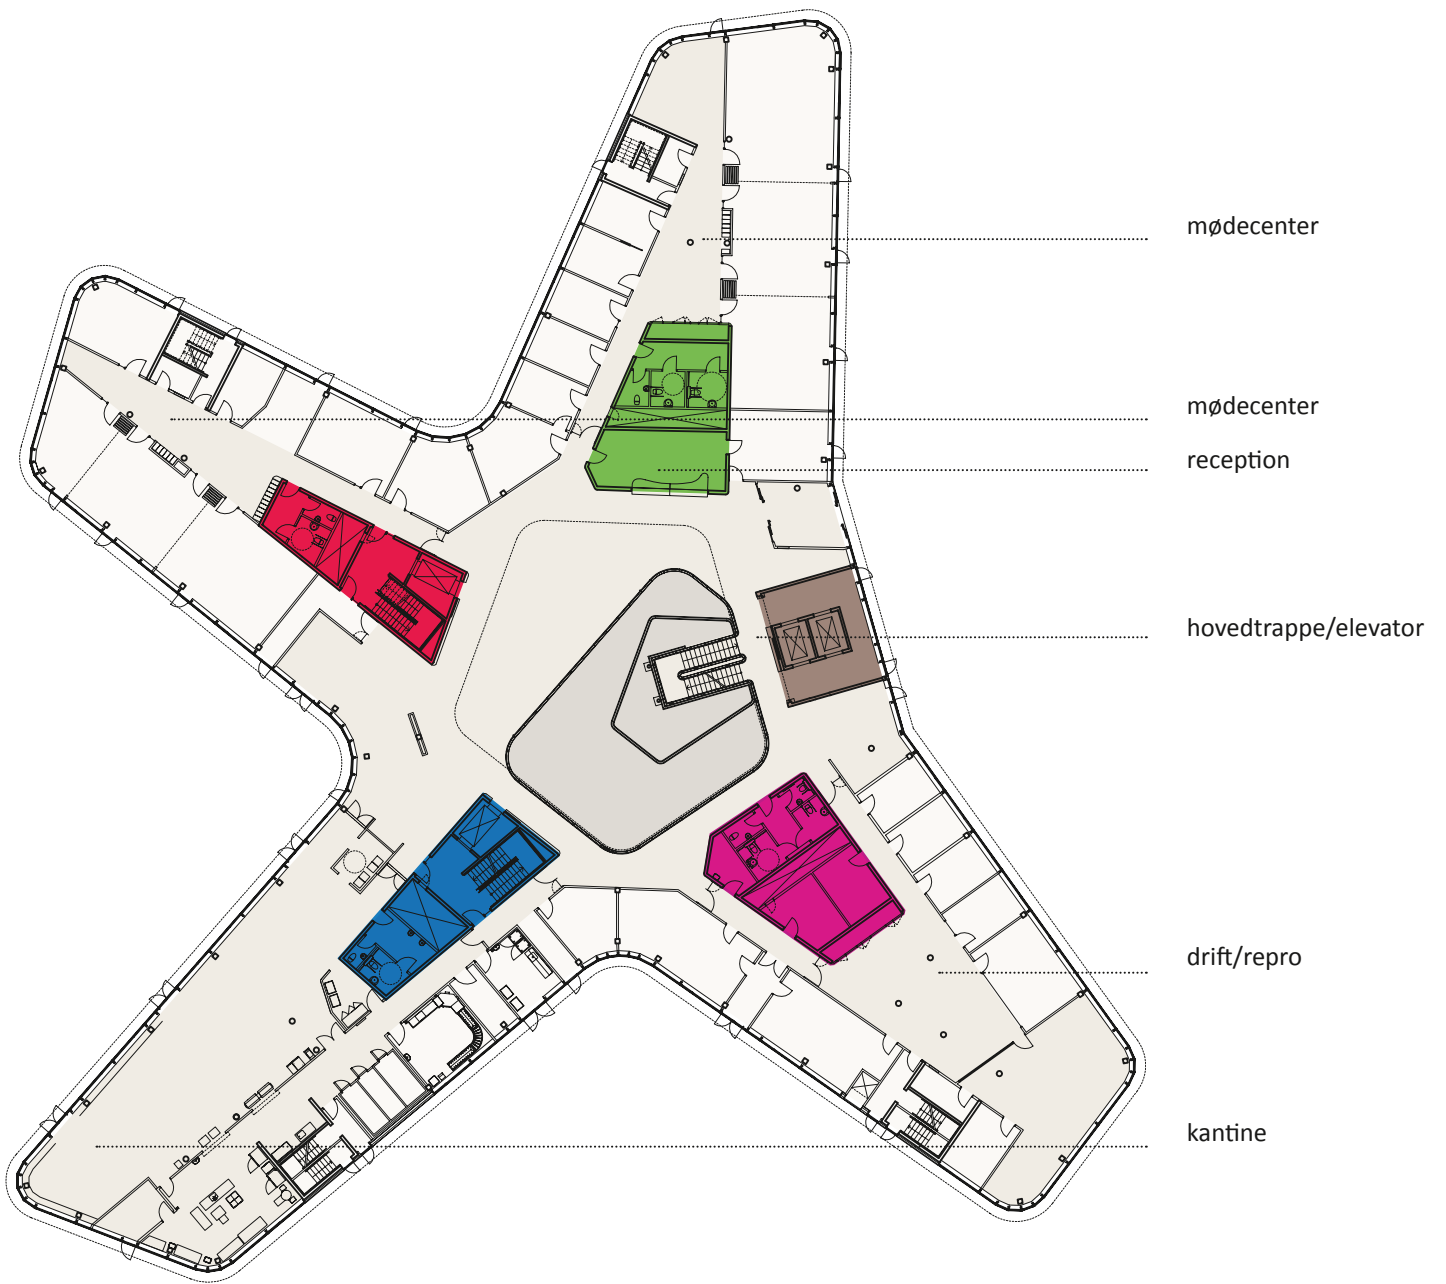 mødecenter
mødecenter
reception
hovedtrappe/elevator
drift/repro
kantine